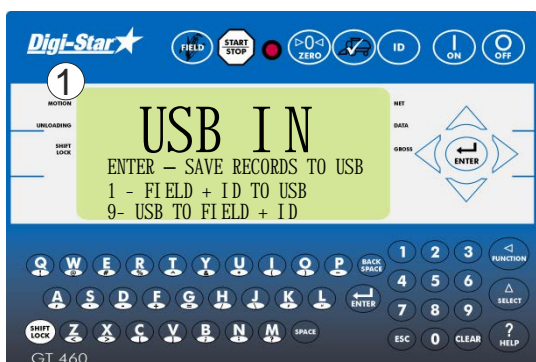 Digi-Star
FIELD
START STOP
ZERO
ID
ON
OFF
1
MOTION
UNLOADING
SHIFT LOCK
USB IN
ENTER – SAVE RECORDS TO USB
1 - FIELD + ID TO USB
9- USB TO FIELD + ID
NET
DATA
GROSS
ENTER
Q W E R T Y U I O P BACK SPACE
1 2 3 FUNCTION
A S D F G H J K L ENTER
4 5 6 SELECT
7 8 9
SHIFT LOCK Z X C V B N M SPACE
ESC 0 CLEAR ? HELP
GT 460